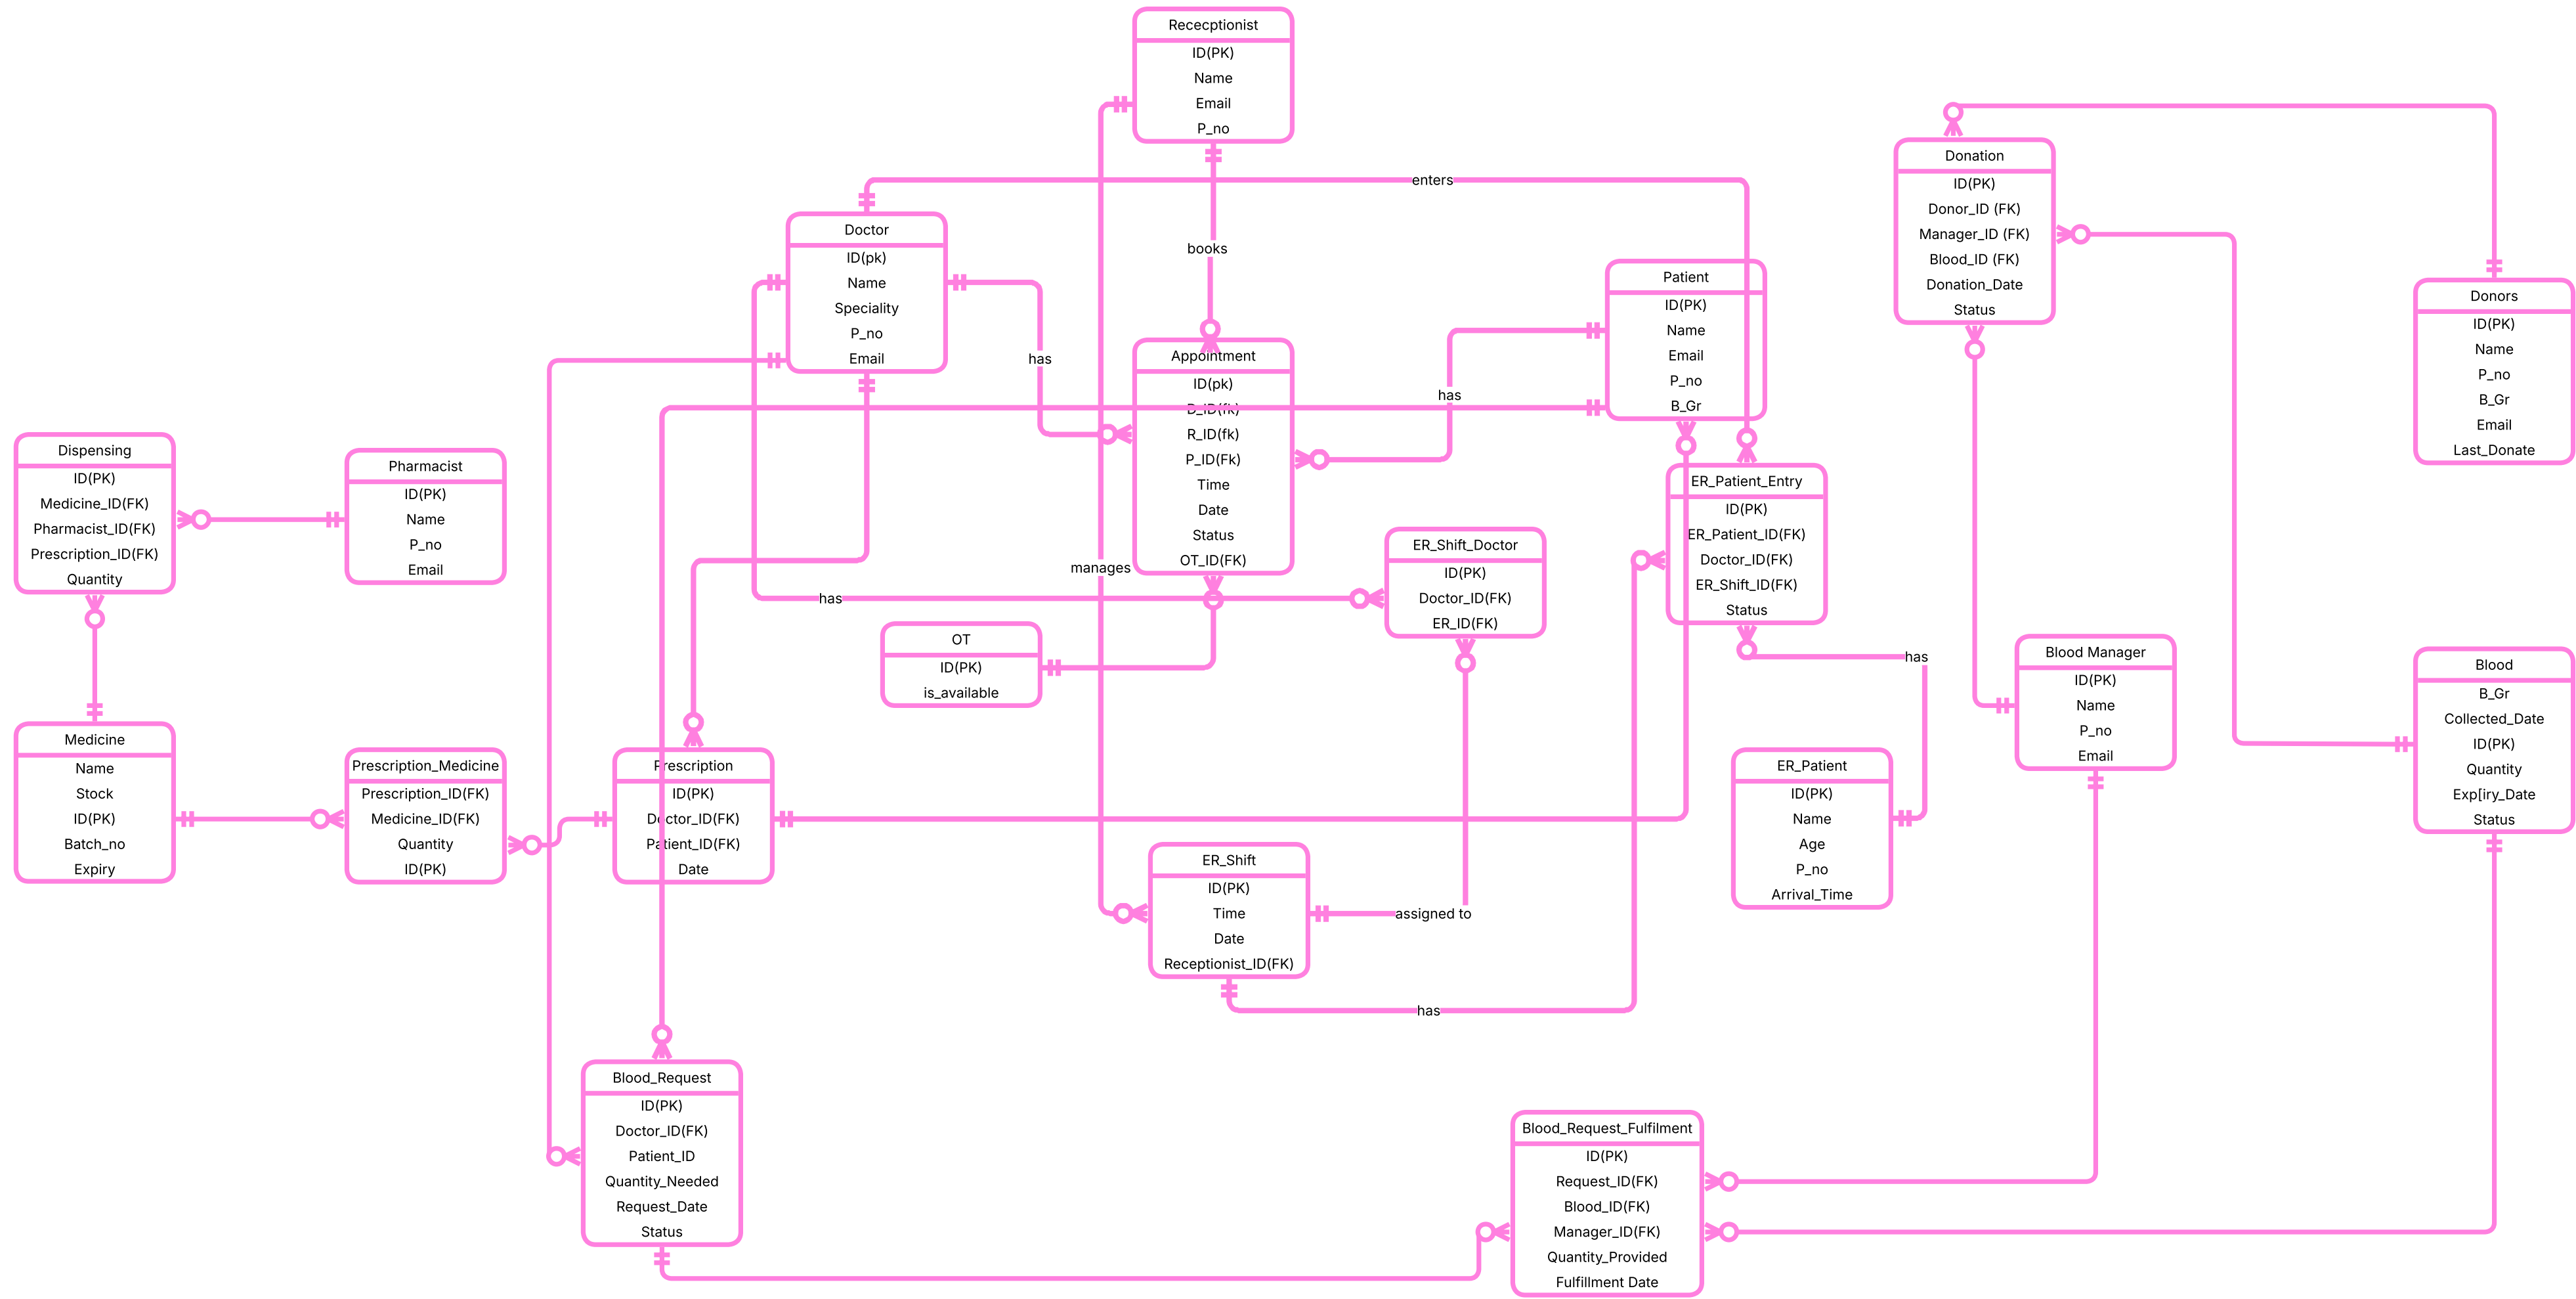 Rececptionist
ID(PK)
Name
Email
P_no
enters
books
Doctor
ID(pk)
Name
Speciality
P_no
Email
has
Appointment
ID(pk)
D_ID(fk)
R_ID(fk)
P_ID(Fk)
Time
Date
Status
OT_ID(FK)
has
Patient
ID(PK)
Name
Email
P_no
B_Gr
Donation
ID(PK)
Donor_ID (FK)
Manager_ID (FK)
Blood_ID (FK)
Donation_Date
Status
Donors
ID(PK)
Name
P_no
B_Gr
Email
Last_Donate
Dispensing
ID(PK)
Medicine_ID(FK)
Pharmacist_ID(FK)
Prescription_ID(FK)
Quantity
Pharmacist
ID(PK)
Name
P_no
Email
manages
has
ER_Shift_Doctor
ID(PK)
Doctor_ID(FK)
ER_ID(FK)
ER_Patient_Entry
ID(PK)
ER_Patient_ID(FK)
Doctor_ID(FK)
ER_Shift_ID(FK)
Status
has
OT
ID(PK)
is_available
Blood Manager
ID(PK)
Name
P_no
Email
Blood
B_Gr
Collected_Date
ID(PK)
Quantity
Exp[iry_Date
Status
Medicine
Name
Stock
ID(PK)
Batch_no
Expiry
Prescription_Medicine
Prescription_ID(FK)
Medicine_ID(FK)
Quantity
ID(PK)
Prescription
ID(PK)
Doctor_ID(FK)
Patient_ID(FK)
Date
ER_Patient
ID(PK)
Name
Age
P_no
Arrival_Time
ER_Shift
ID(PK)
Time
Date
Receptionist_ID(FK)
assigned to
has
Blood_Request
ID(PK)
Doctor_ID(FK)
Patient_ID
Quantity_Needed
Request_Date
Status
Blood_Request_Fulfilment
ID(PK)
Request_ID(FK)
Blood_ID(FK)
Manager_ID(FK)
Quantity_Provided
Fulfillment Date